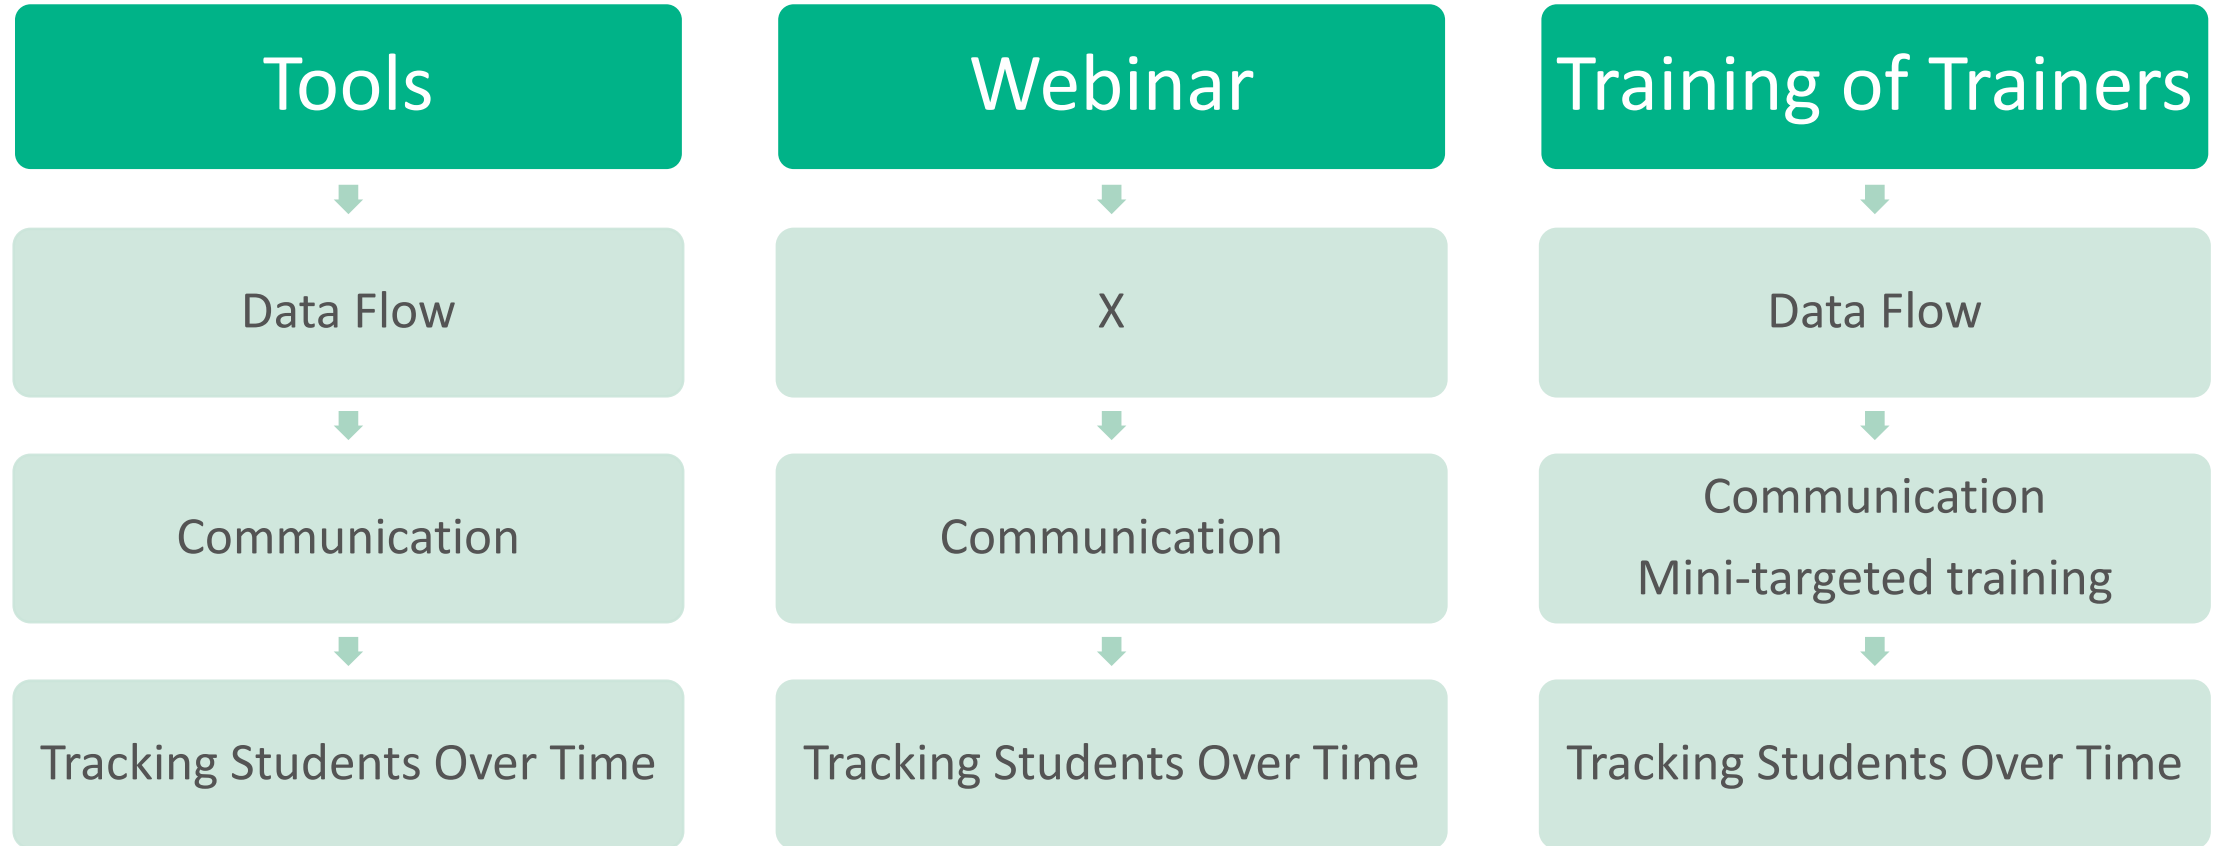 Tools
Data Flow
Communication
Tracking Students Over Time
Webinar
X
Communication
Tracking Students Over Time
Training of Trainers
Data Flow
Communication
Mini-targeted training
Tracking Students Over Time